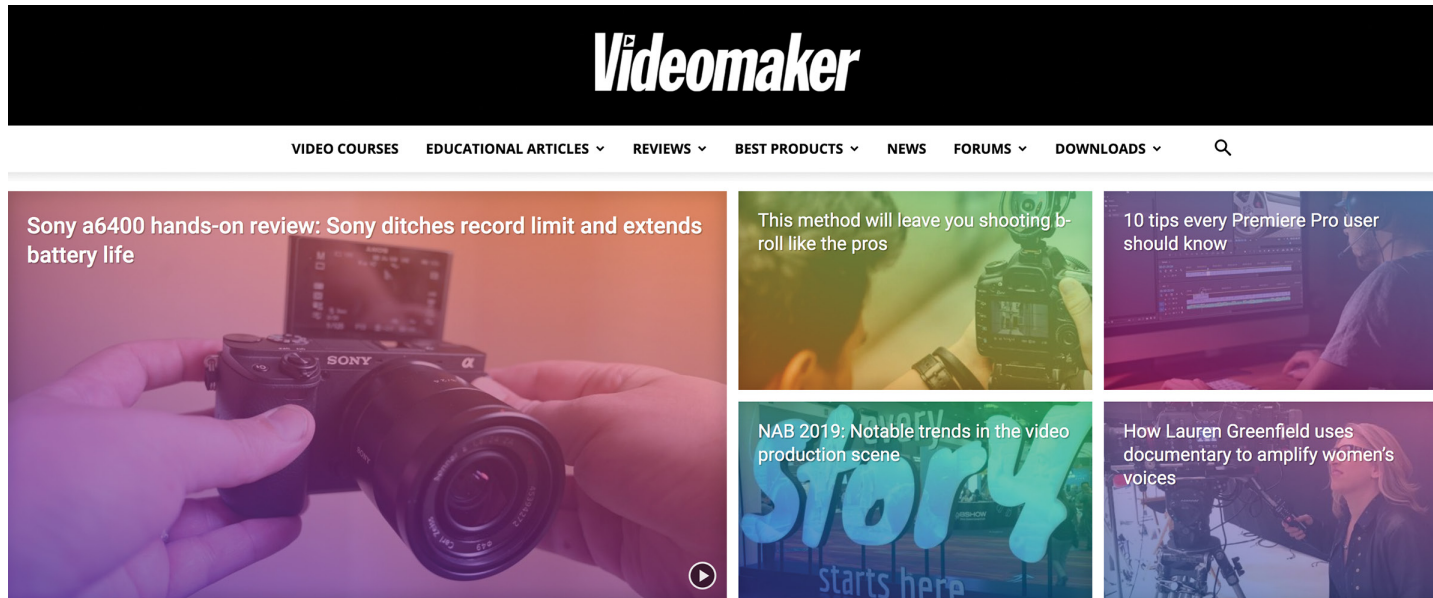 Videomaker
VIDEO COURSES
EDUCATIONAL ARTICLES
REVIEWS
BEST PRODUCTS
NEWS
FORUMS
DOWNLOADS
Sony a6400 hands-on review: Sony ditches record limit and extends
battery life
SONY
α
SONY
This method will leave you shooting b-
roll like the pros
10 tips every Premiere Pro user
should know
NAB 2019: Notable trends in the video
production scene
every
story
starts here
How Lauren Greenfield uses
documentary to amplify women's
voices